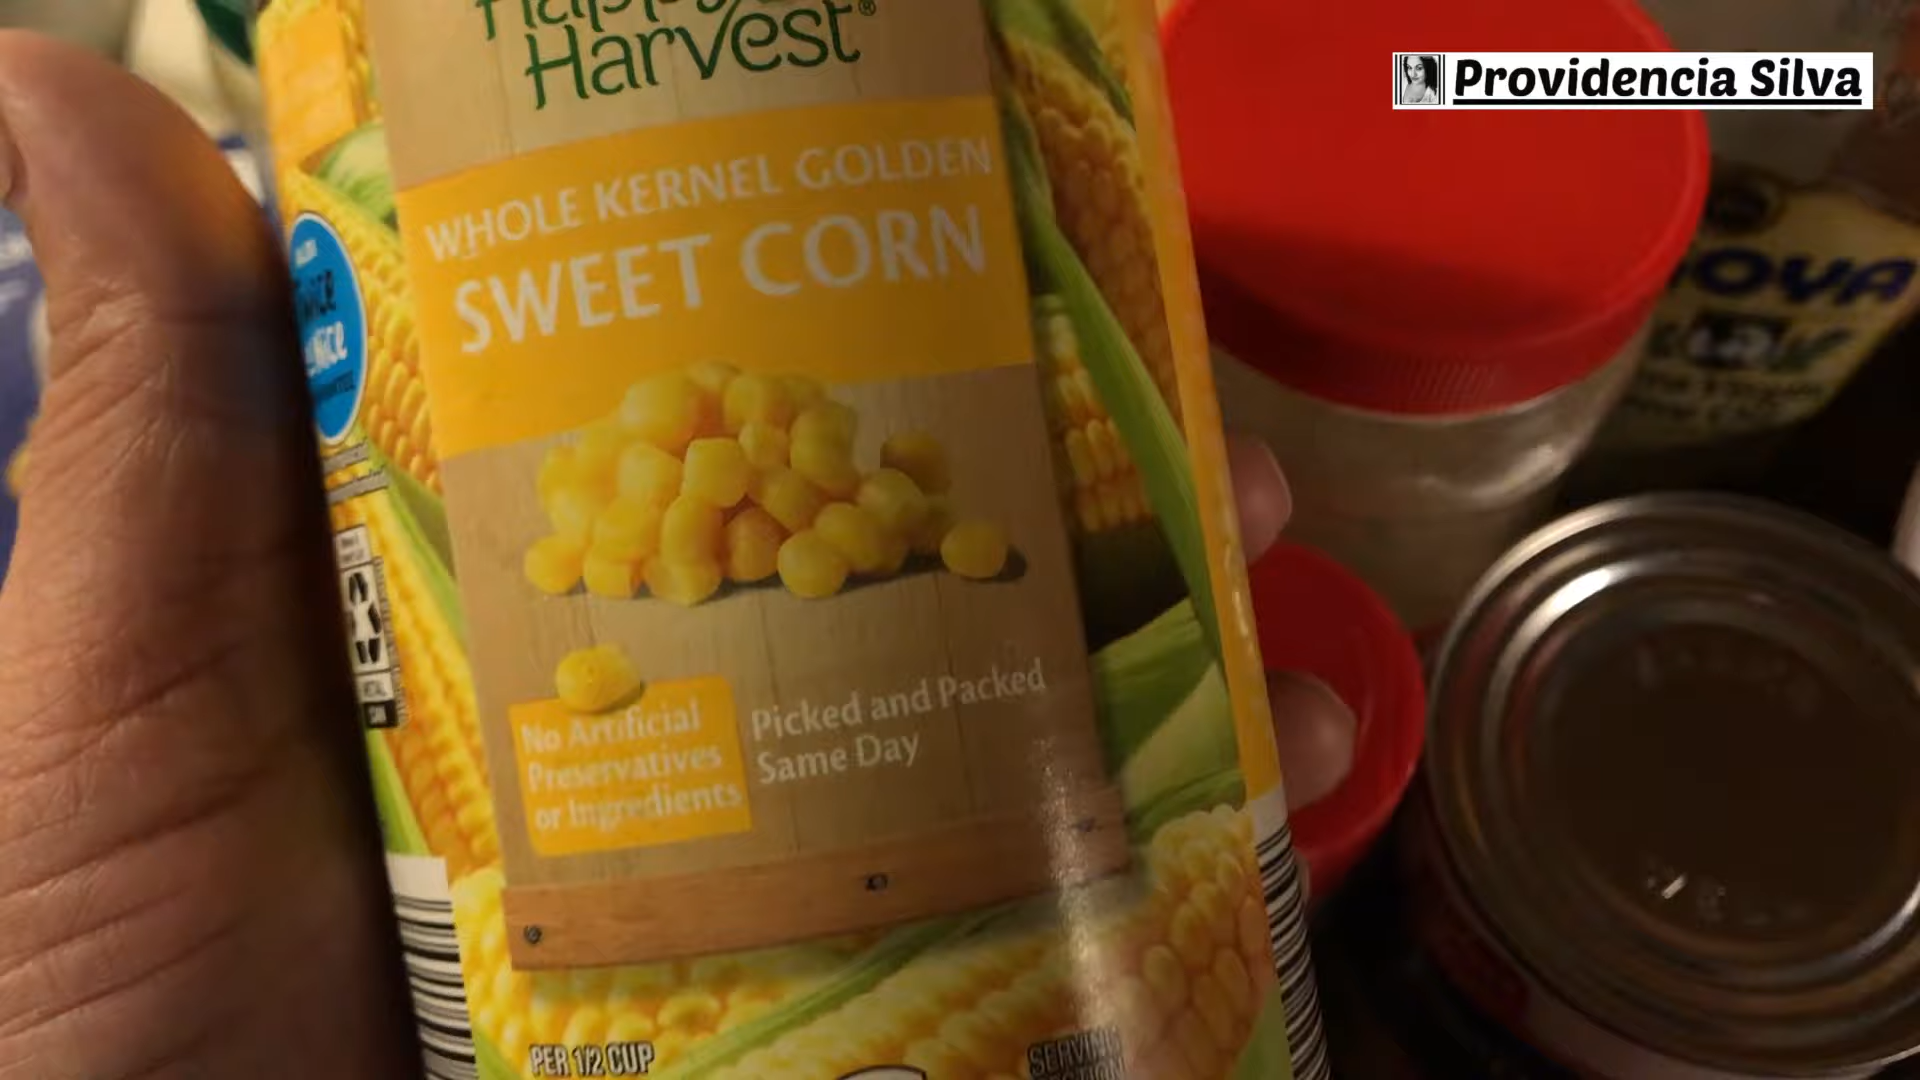 Happy
Harvest®
Providencia Silva
WHOLE KERNEL GOLDEN
SWEET CORN
No Artificial
Preservatives
or Ingredients
Picked and Packed
Same Day
PER 1/2 CUP